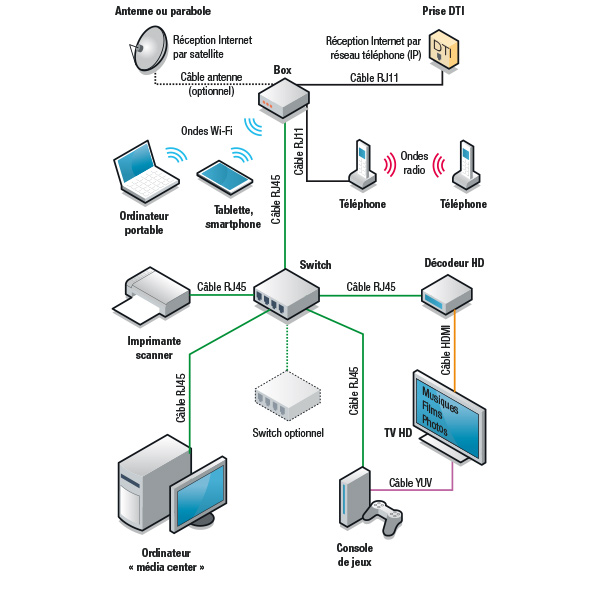 Antenne ou parabole
Prise DTI
Réception Internet
par satellite
Réception Internet par
réseau téléphone (IP)
DTI
Câble antenne
(optionnel)
Box
Câble RJ11
Ondes Wi-Fi
Câble RJ11
Ondes
radio
Câble RJ45
Ordinateur
portable
Tablette,
smartphone
Téléphone
Téléphone
Switch
Décodeur HD
Câble RJ45
Câble RJ45
Imprimante
scanner
Câble HDMI
Câble RJ45
Câble RJ45
Musiques
Films
Photos
Switch optionnel
TV HD
Câble YUV
Ordinateur
« média center »
Console
de jeux